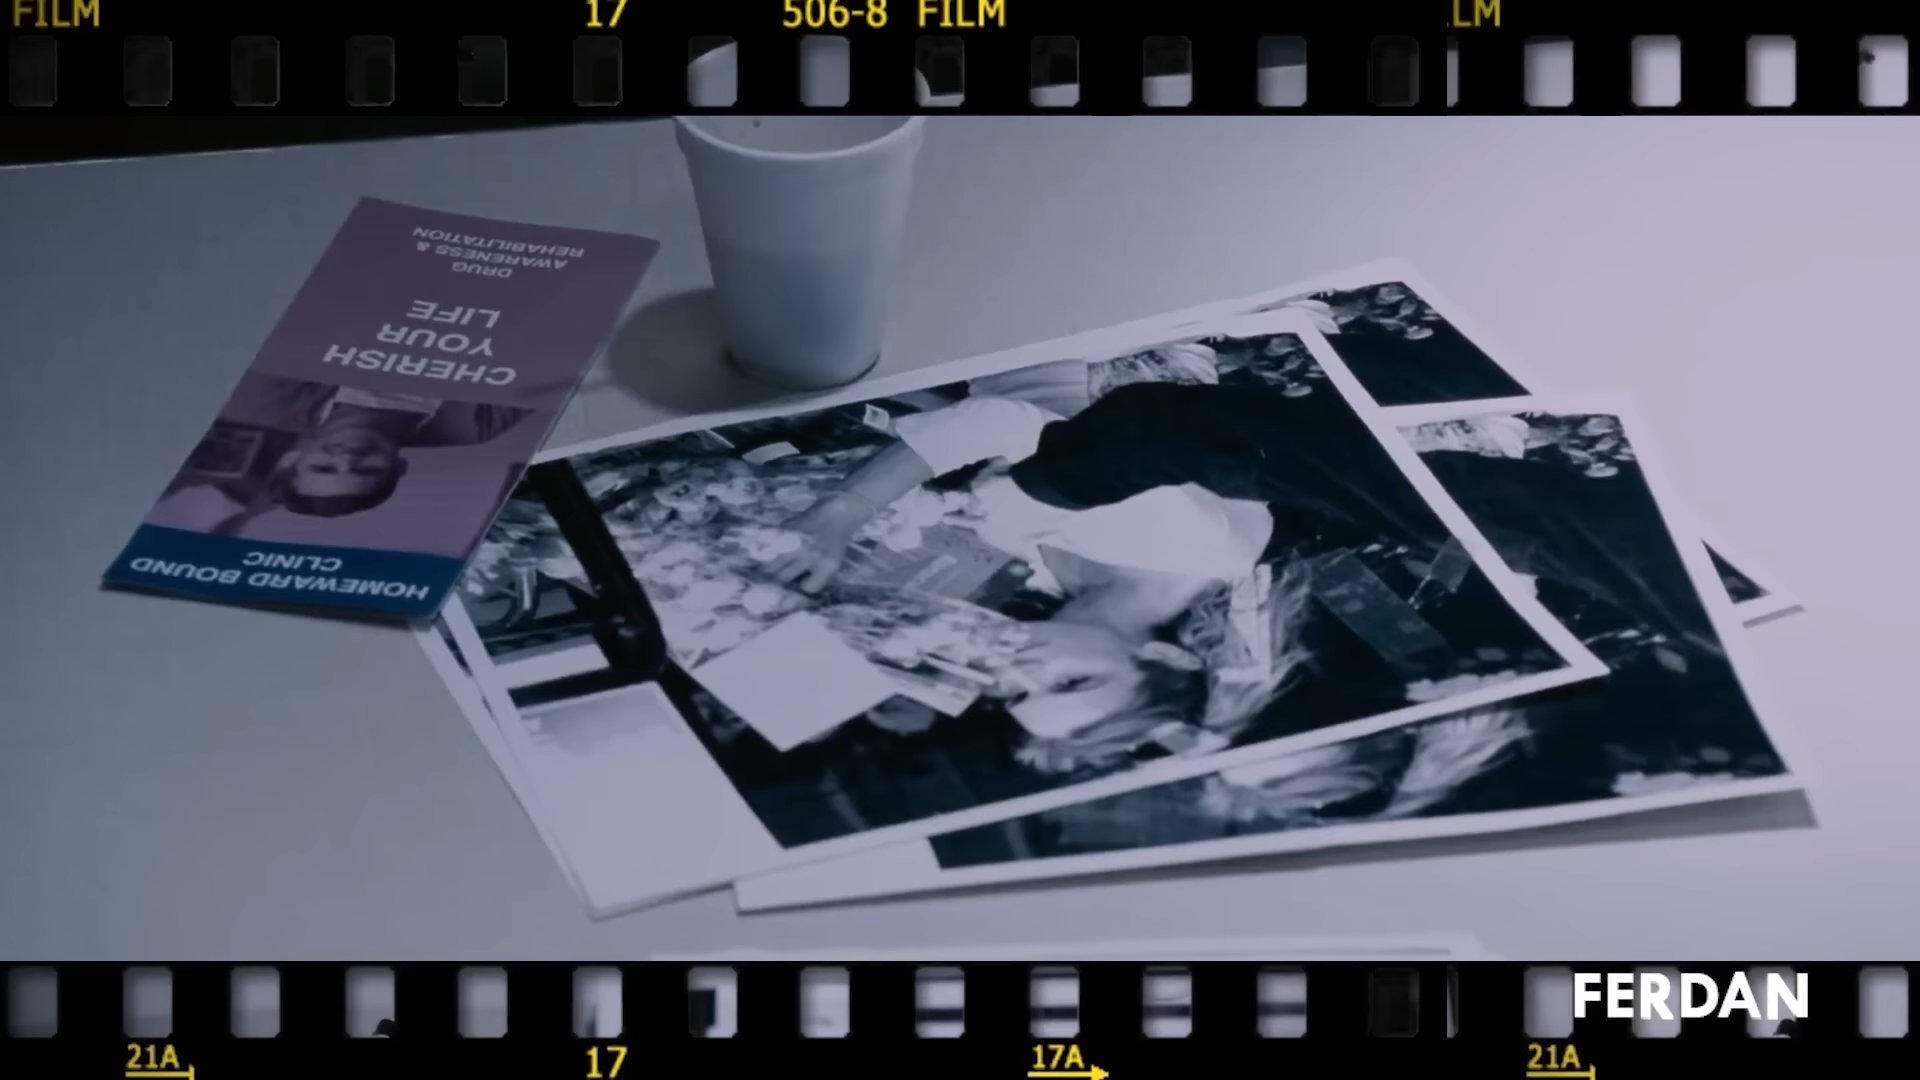 FILM 17 506-8 FILM LM
DRUG
AWARENESS &
REHABILITATION
CHERISH
YOUR
LIFE
HOMEWARD BOUND
CLINIC
FERDAN
21A 17 17A 21A